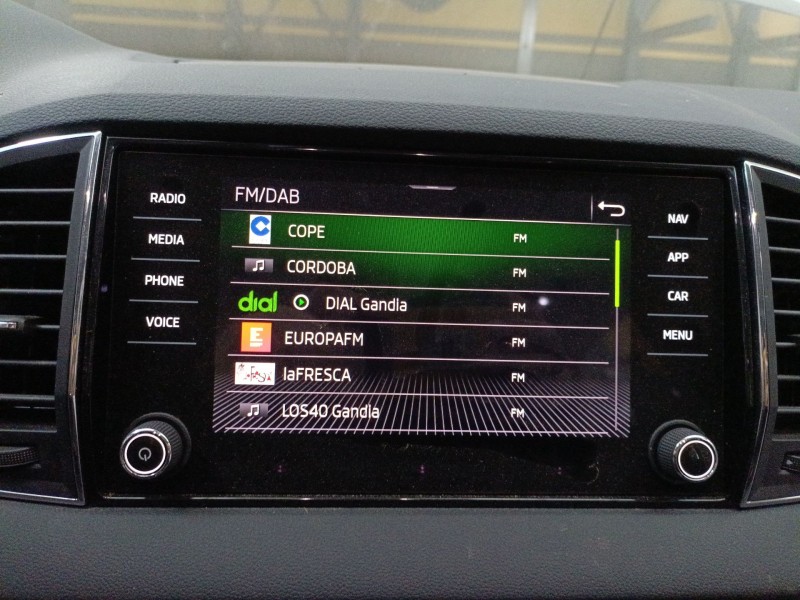 RADIO
MEDIA
PHONE
VOICE
FM/DAB
COPE FM
CORDOBA FM
dial DIAL Gandia FM
E EUROPAFM FM
laFRESCA FM
LOS40 Gandia FM
NAV
APP
CAR
MENU